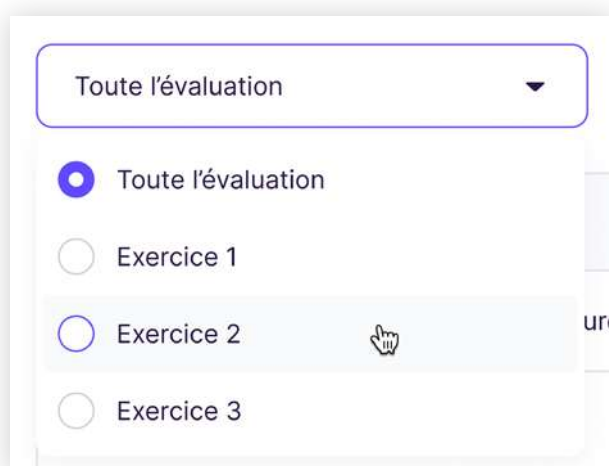 Toute l’évaluation
Toute l’évaluation
Exercice 1
Exercice 2
Exercice 3